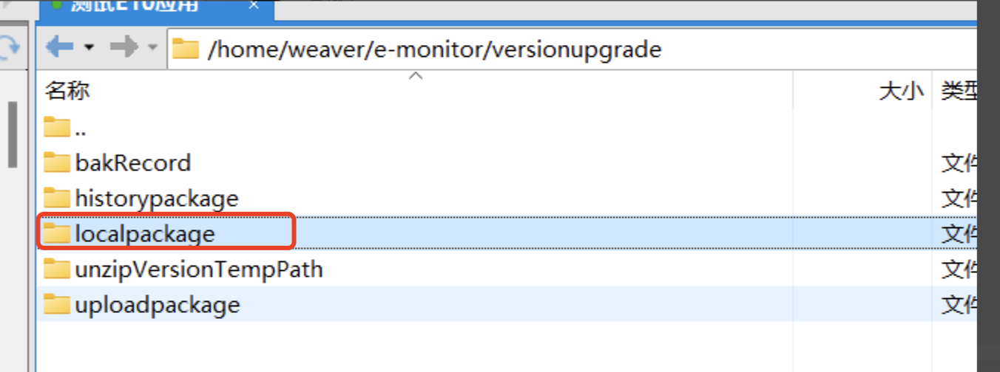 测试E10应用 ×
/home/weaver/e-monitor/versionupgrade
名称 大小 类型
..
bakRecord 文件
historypackage 文件
localpackage 文件
unzipVersionTempPath 文件
uploadpackage 文件